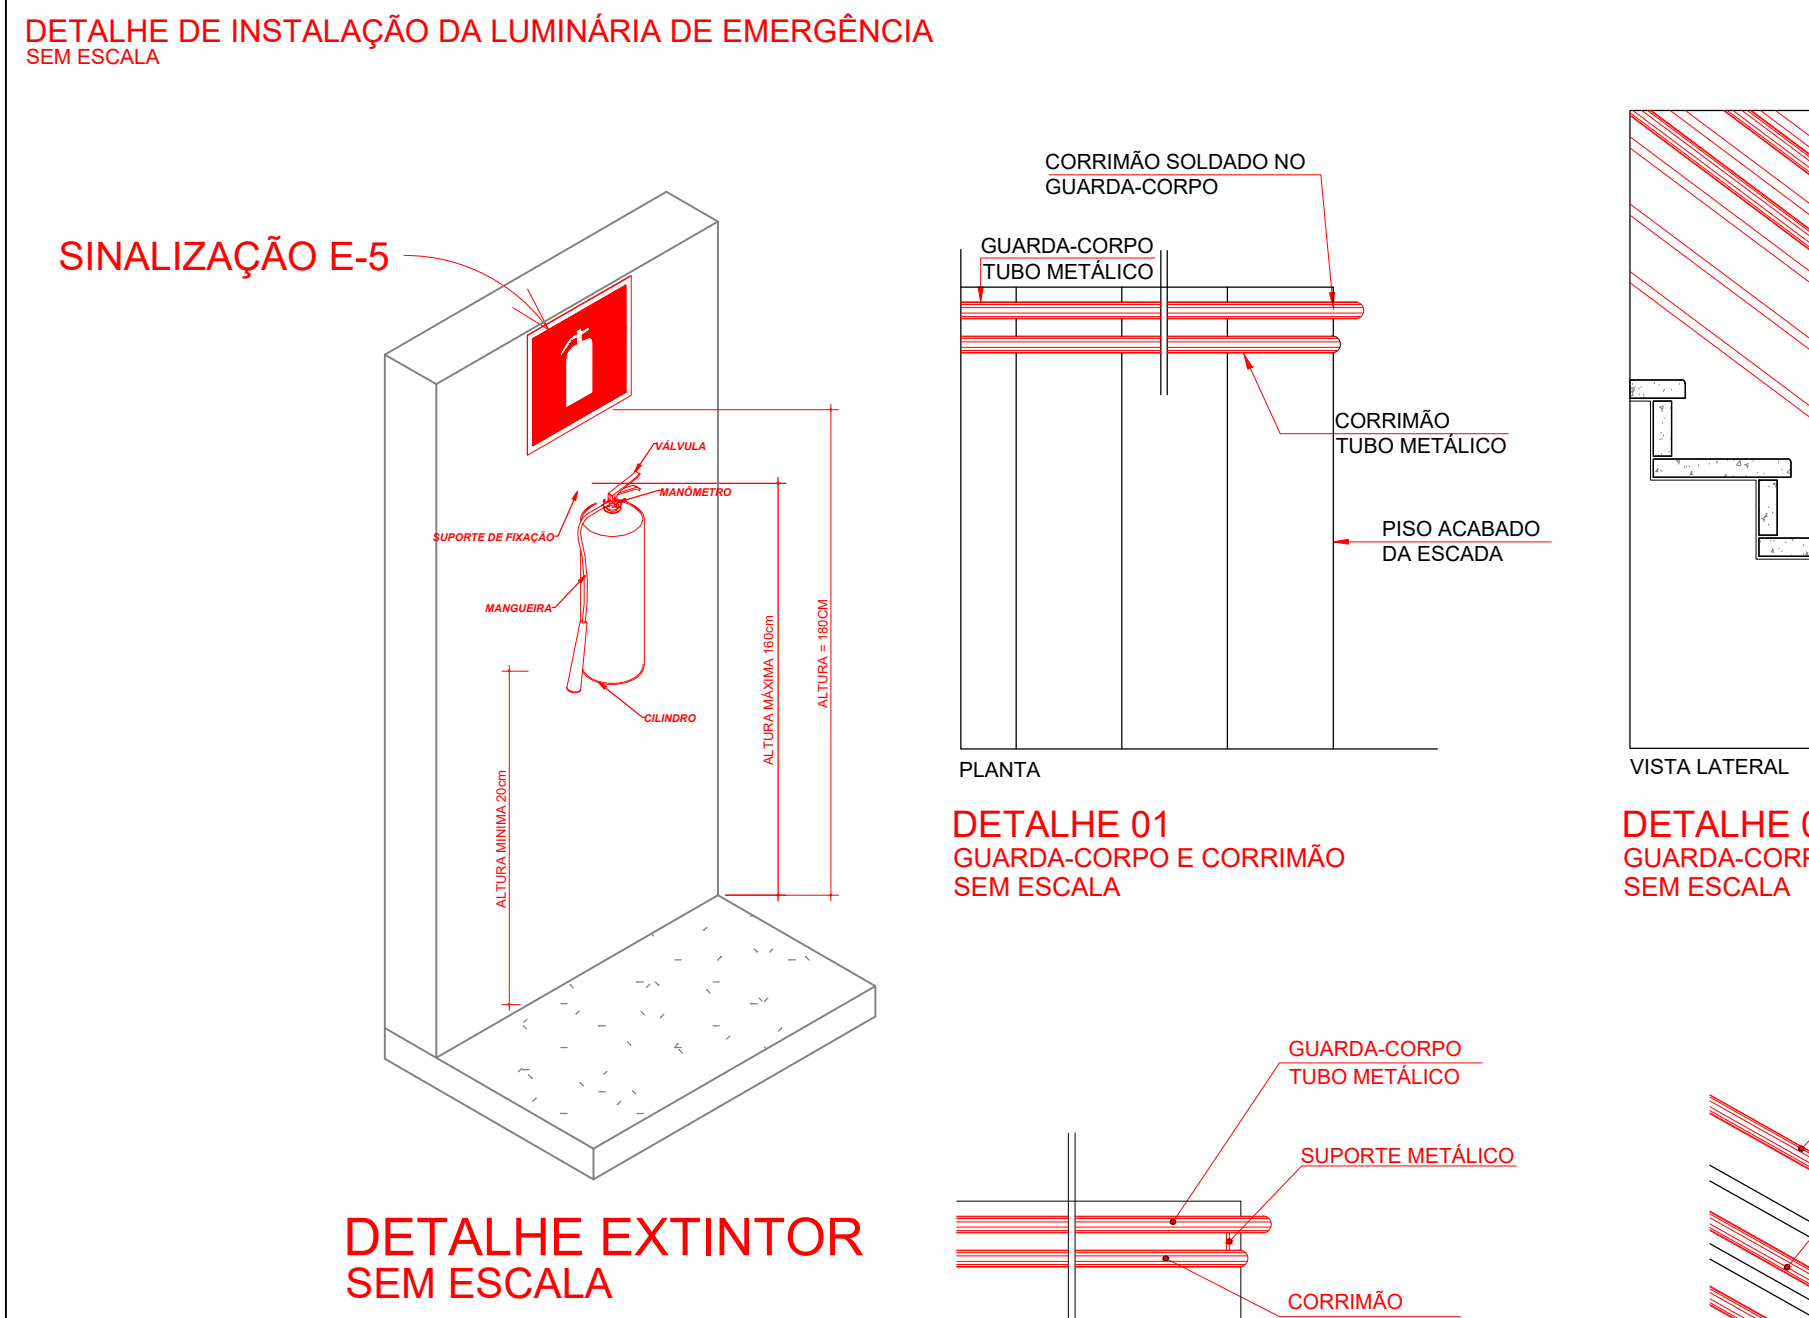 DETALHE DE INSTALAÇÃO DA LUMINÁRIA DE EMERGÊNCIA
SEM ESCALA
SINALIZAÇÃO E-5
VÁLVULA
MANÔMETRO
SUPORTE DE FIXAÇÃO
MANGUEIRA
CILINDRO
ALTURA MINIMA 20cm
ALTURA MÁXIMA 160cm
ALTURA = 180CM
DETALHE EXTINTOR
SEM ESCALA
CORRIMÃO SOLDADO NO
GUARDA-CORPO
GUARDA-CORPO
TUBO METÁLICO
CORRIMÃO
TUBO METÁLICO
PISO ACABADO
DA ESCADA
PLANTA
DETALHE 01
GUARDA-CORPO E CORRIMÃO
SEM ESCALA
VISTA LATERAL
DETALHE
SEM ESCALA
GUARDA-CORPO
TUBO METÁLICO
SUPORTE METÁLICO
CORRIMÃO